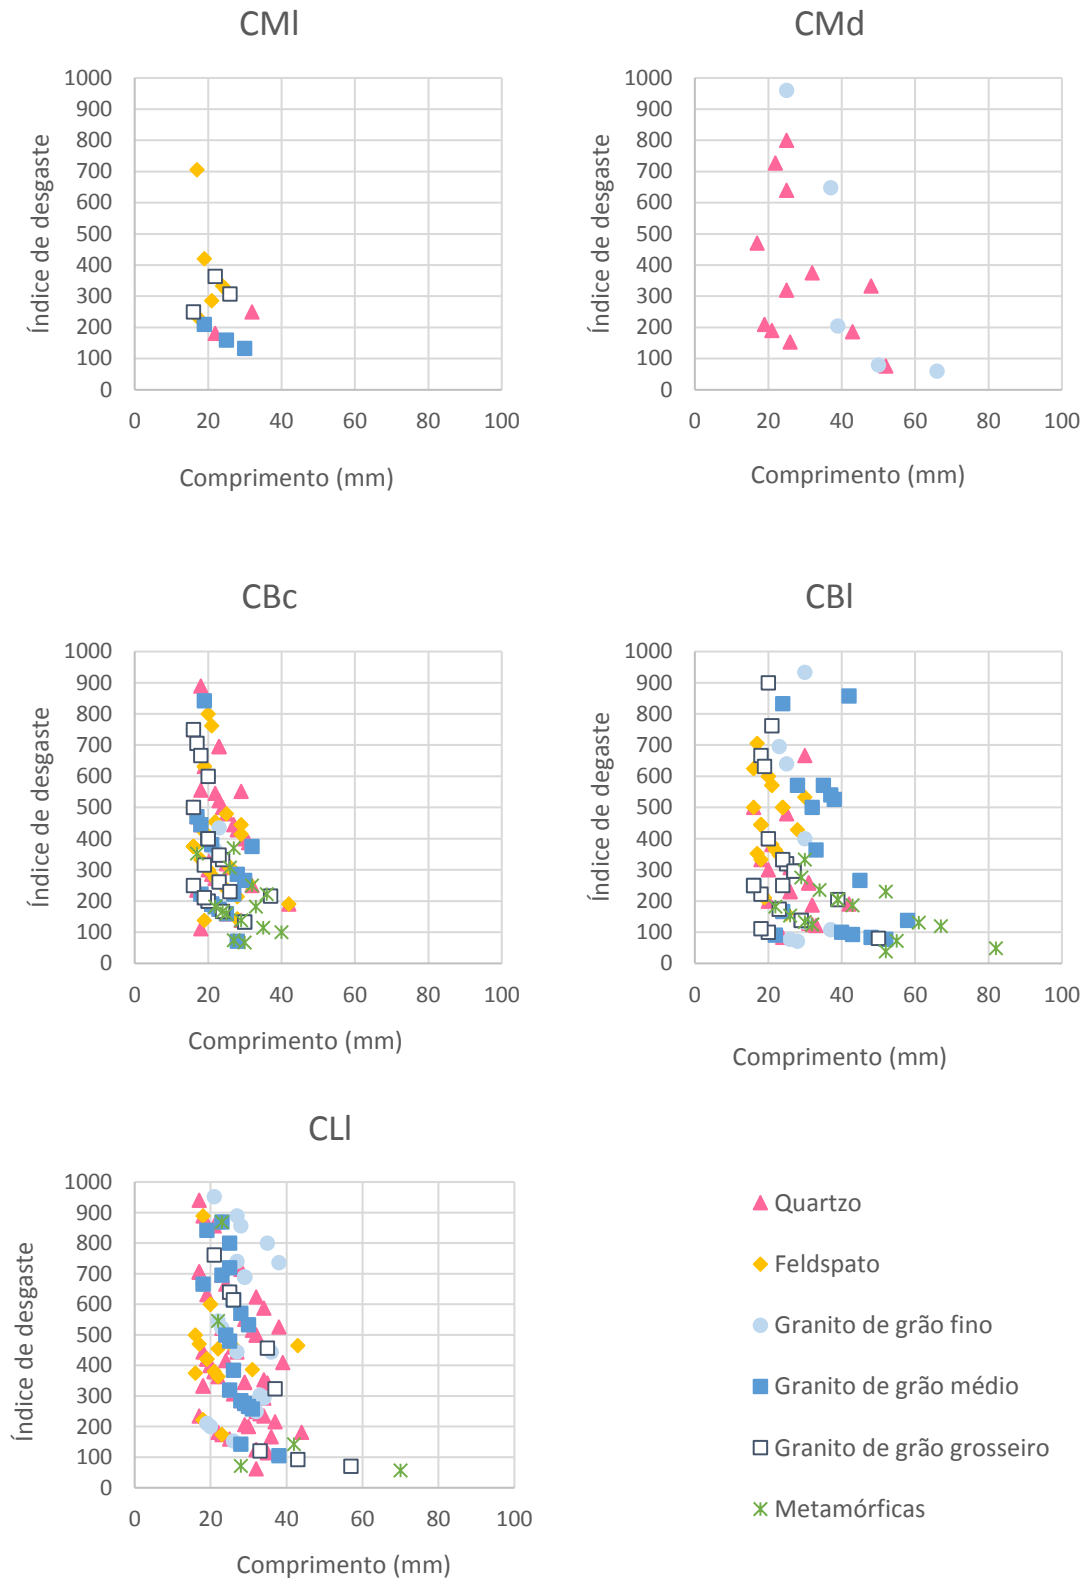 CMl
1000
900
800
700
600
500
400
300
200
100
0
0 20 40 60 80 100
Índice de desgaste
Comprimento (mm)
CMd
1000
900
800
700
600
500
400
300
200
100
0
0 20 40 60 80 100
Índice de desgaste
Comprimento (mm)
CBc
1000
900
800
700
600
500
400
300
200
100
0
0 20 40 60 80 100
Índice de desgaste
Comprimento (mm)
CBl
1000
900
800
700
600
500
400
300
200
100
0
0 20 40 60 80 100
Índice de degaste
Comprimento (mm)
CLl
1000
900
800
700
600
500
400
300
200
100
0
0 20 40 60 80 100
Índice de desgaste
Comprimento (mm)
Quartzo
Feldspato
Granito de grão fino
Granito de grão médio
Granito de grão grosseiro
Metamórficas